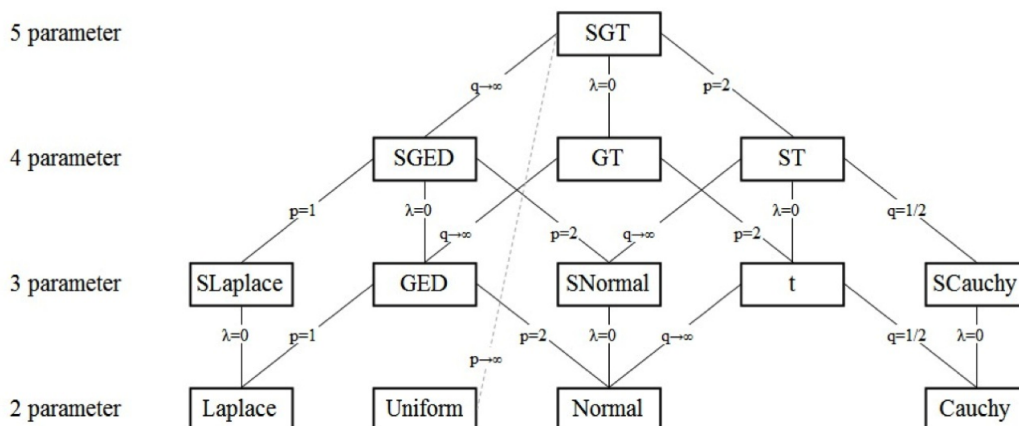 5 parameter SGT
q→∞ λ=0 p=2
4 parameter SGED GT ST
p=1 λ=0 q→∞ p=2 q→∞ p=2 λ=0 q=1/2
3 parameter SLaplace GED SNormal t SCauchy
λ=0 p=1 p→∞ p=2 λ=0 q→∞ q=1/2 λ=0
2 parameter Laplace Uniform Normal Cauchy